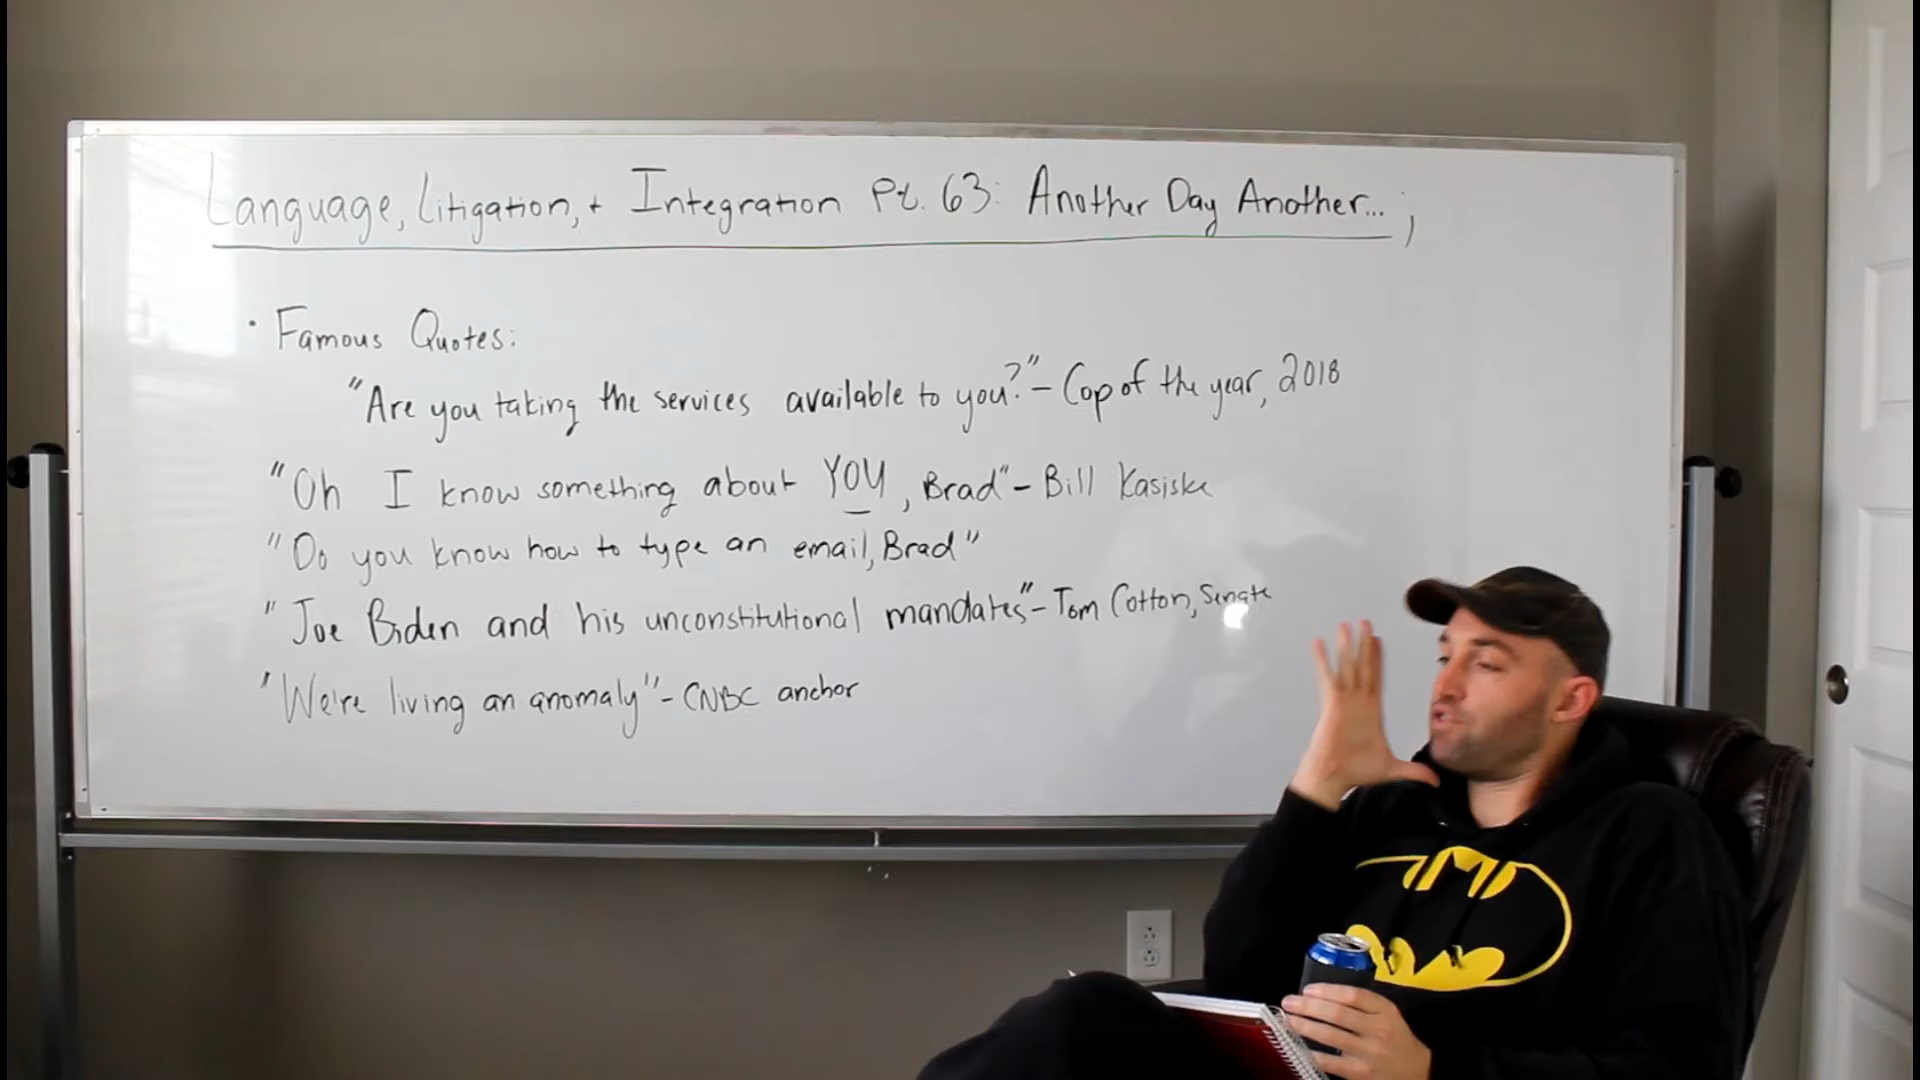 Language, Litigation, + Integration Pt. 63: Another Day Another... ;
· Famous Quotes:
"Are you taking the services available to you?" - Cop of the year, 2018
"Oh I know something about YOU, Brad" - Bill Kasiske
"Do you know how to type an email, Brad"
"Joe Biden and his unconstitutional mandates" - Tom Cotton, Senate
"We're living an anomaly" - CNBC anchor